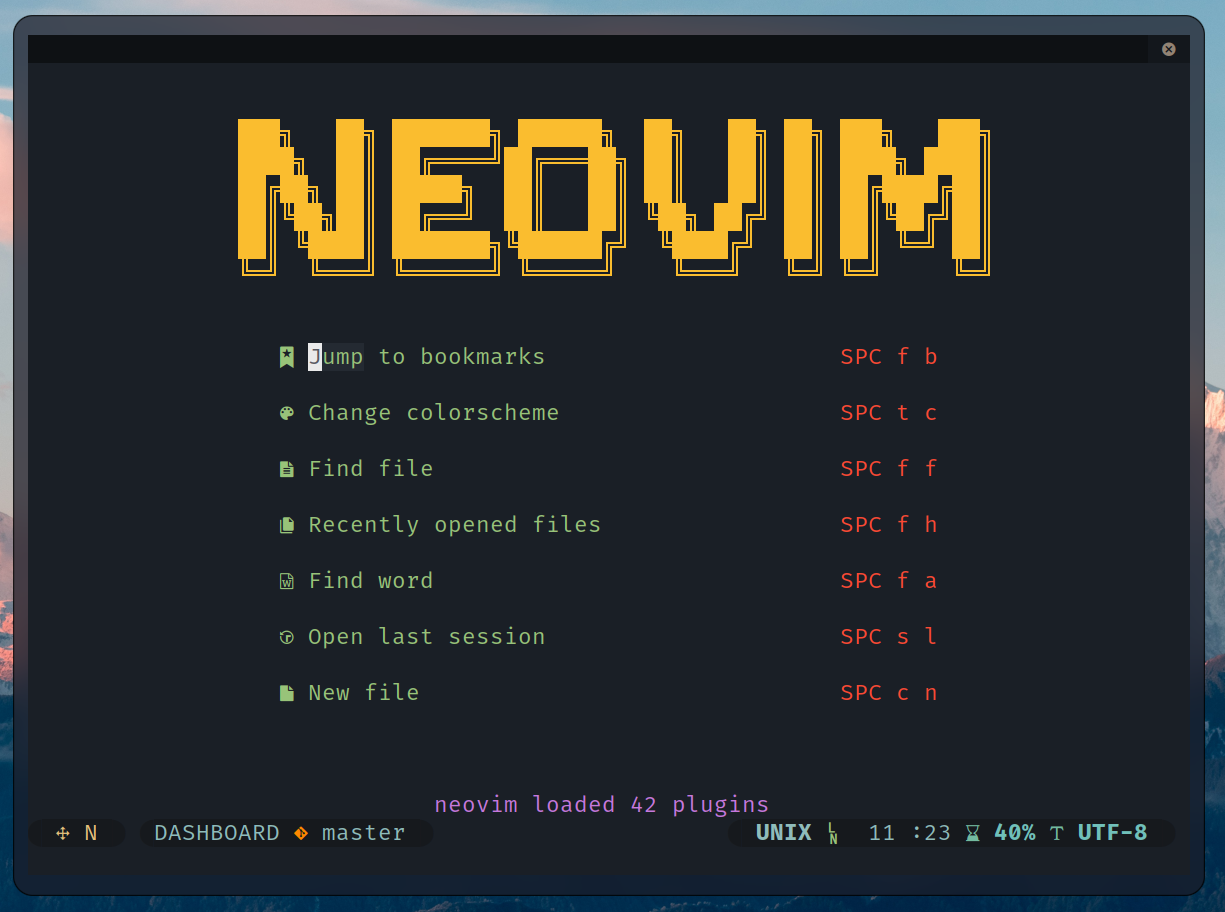 NEOVIM
Jump to bookmarks SPC f b
Change colorscheme SPC t c
Find file SPC f f
Recently opened files SPC f h
Find word SPC f a
Open last session SPC s l
New file SPC c n
neovim loaded 42 plugins
N DASHBOARD master UNIX LN 11 :23 40% T UTF-8